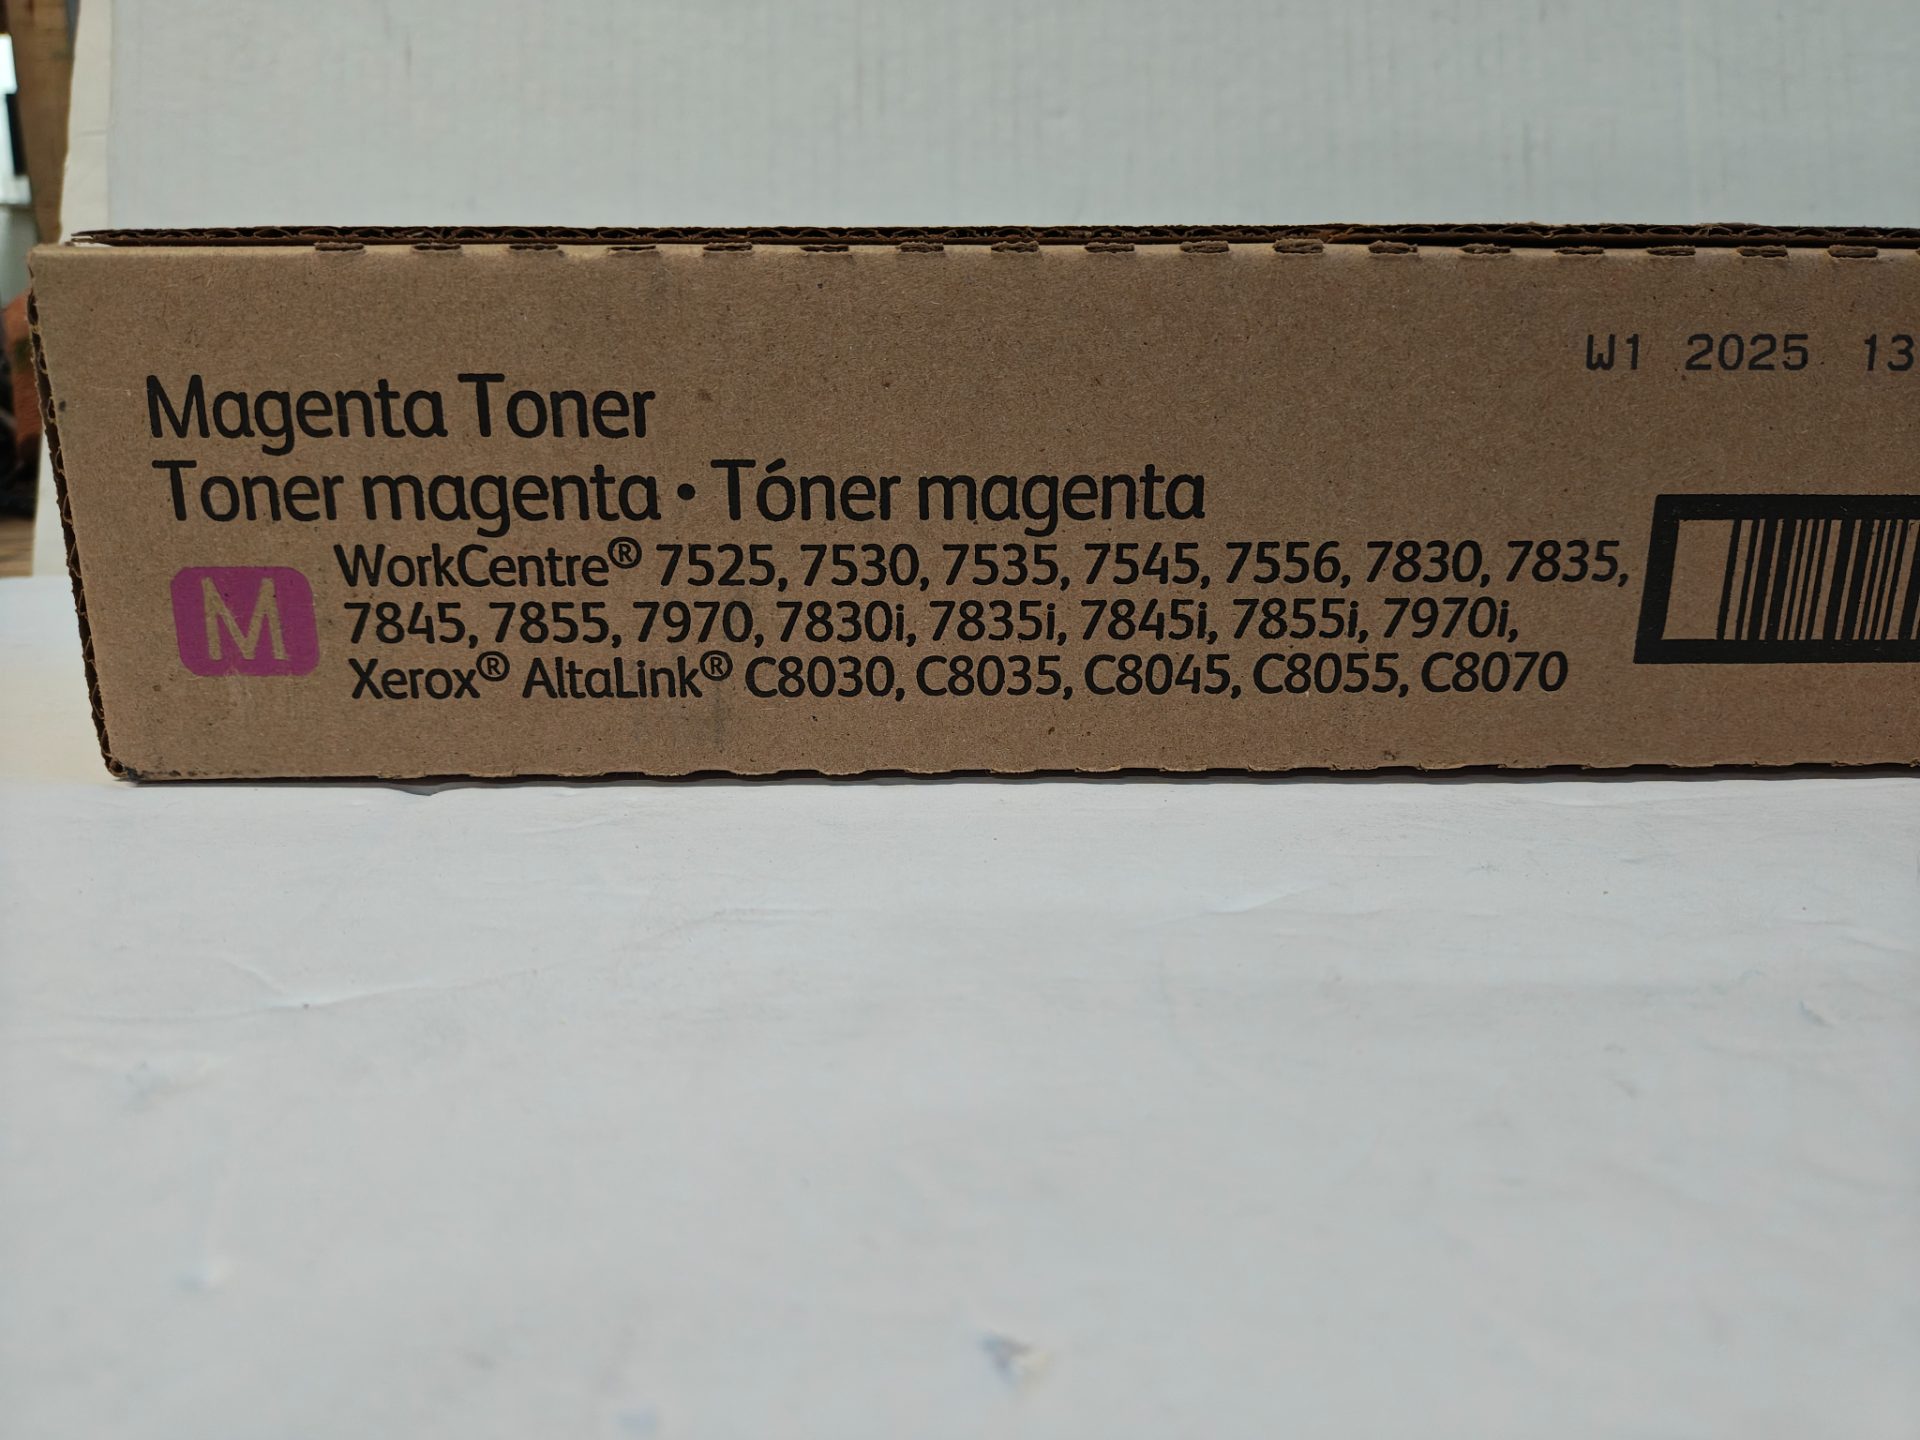 W1 2025 13
Magenta Toner
Toner magenta • Tóner magenta
M
WorkCentre® 7525, 7530, 7535, 7545, 7556, 7830, 7835,
7845, 7855, 7970, 7830i, 7835i, 7845i, 7855i, 7970i,
Xerox® AltaLink® C8030, C8035, C8045, C8055, C8070